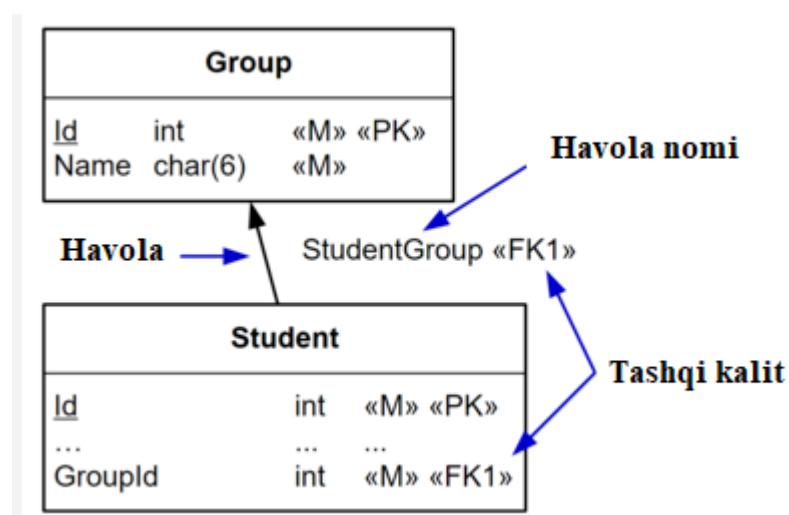 Group
Id int «M» «PK»
Name char(6) «M»
Havola nomi
Havola
StudentGroup «FK1»
Student
Tashqi kalit
Id int «M» «PK»
... ... ...
GroupId int «M» «FK1»